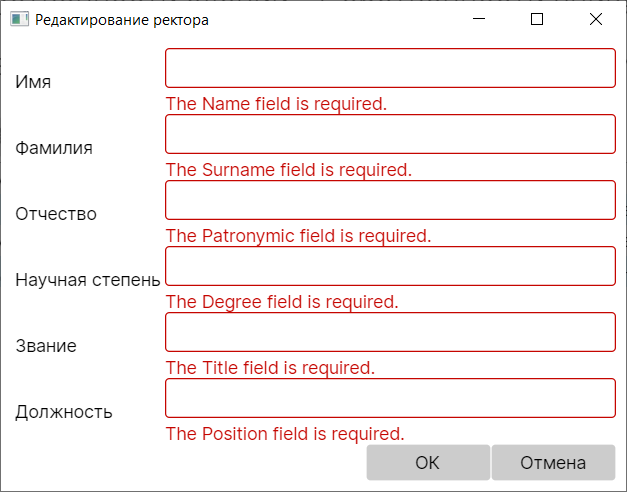 Редактирование ректора
Имя
The Name field is required.
Фамилия
The Surname field is required.
Отчество
The Patronymic field is required.
Научная степень
The Degree field is required.
Звание
The Title field is required.
Должность
The Position field is required.
OK Отмена